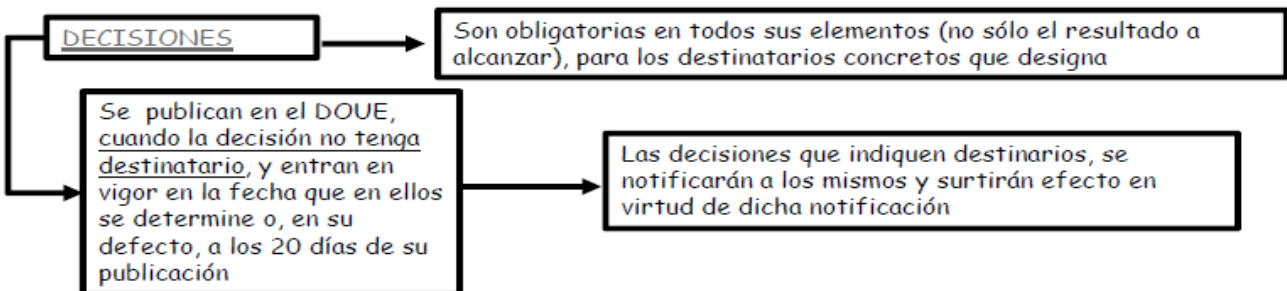 DECISIONES
Son obligatorias en todos sus elementos (no sólo el resultado a
alcanzar), para los destinatarios concretos que designa
Se publican en el DOUE,
cuando la decisión no tenga
destinatario, y entran en
vigor en la fecha que en ellos
se determine o, en su
defecto, a los 20 días de su
publicación
Las decisiones que indiquen destinarios, se
notificarán a los mismos y surtirán efecto en
virtud de dicha notificación